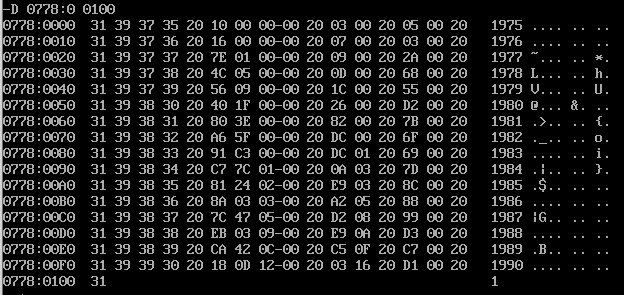 -D 0778:0 0100
0778:0000 31 39 37 35 20 10 00 00-00 20 03 00 20 05 00 20 1975 .... .. ..
0778:0010 31 39 37 36 20 16 00 00-00 20 07 00 20 03 00 20 1976 .... .. ..
0778:0020 31 39 37 37 20 7E 01 00-00 20 09 00 20 2A 00 20 1977 ~... .. *.
0778:0030 31 39 37 38 20 4C 05 00-00 20 0D 00 20 68 00 20 1978 L... .. h.
0778:0040 31 39 37 39 20 56 09 00-00 20 1C 00 20 55 00 20 1979 V... .. U.
0778:0050 31 39 38 30 20 40 1F 00-00 20 26 00 20 D2 00 20 1980 @... &. ..
0778:0060 31 39 38 31 20 80 3E 00-00 20 82 00 20 7B 00 20 1981 .>.. .. {.
0778:0070 31 39 38 32 20 A6 5F 00-00 20 DC 00 20 6F 00 20 1982 ._.. .. o.
0778:0080 31 39 38 33 20 91 C3 00-00 20 DC 01 20 69 00 20 1983 .... .. i.
0778:0090 31 39 38 34 20 C7 7C 01-00 20 0A 03 20 7D 00 20 1984 .|.. .. }.
0778:00A0 31 39 38 35 20 81 24 02-00 20 E9 03 20 8C 00 20 1985 .$.. .. ..
0778:00B0 31 39 38 36 20 8A 03 03-00 20 A2 05 20 88 00 20 1986 .... .. ..
0778:00C0 31 39 38 37 20 7C 47 05-00 20 D2 08 20 99 00 20 1987 |G.. .. ..
0778:00D0 31 39 38 38 20 EB 03 09-00 20 E9 0A 20 D3 00 20 1988 .... .. ..
0778:00E0 31 39 38 39 20 CA 42 0C-00 20 C5 0F 20 C7 00 20 1989 .B.. .. ..
0778:00F0 31 39 39 30 20 18 0D 12-00 20 03 16 20 D1 00 20 1990 .... .. ..
0778:0100 31 1